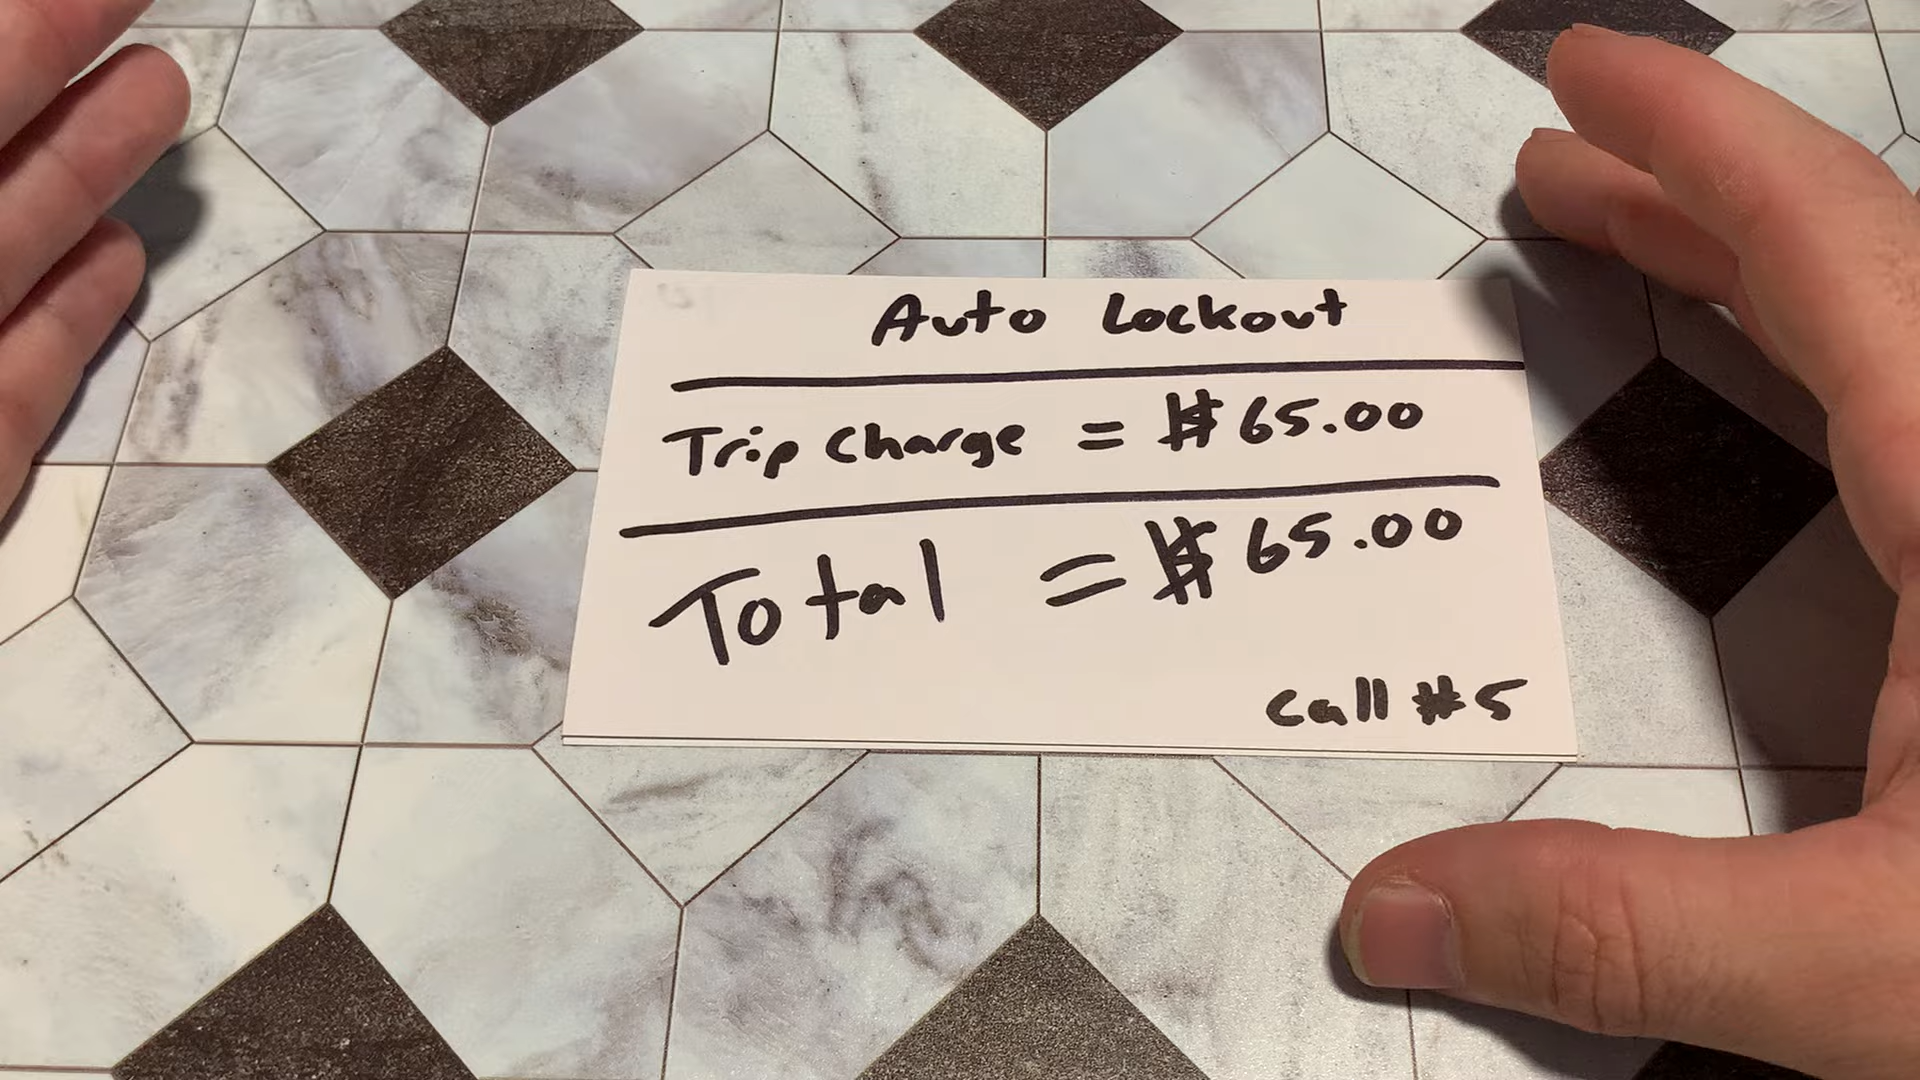 Auto Lockout
Trip Charge = $65.00
Total = $65.00
Call #5